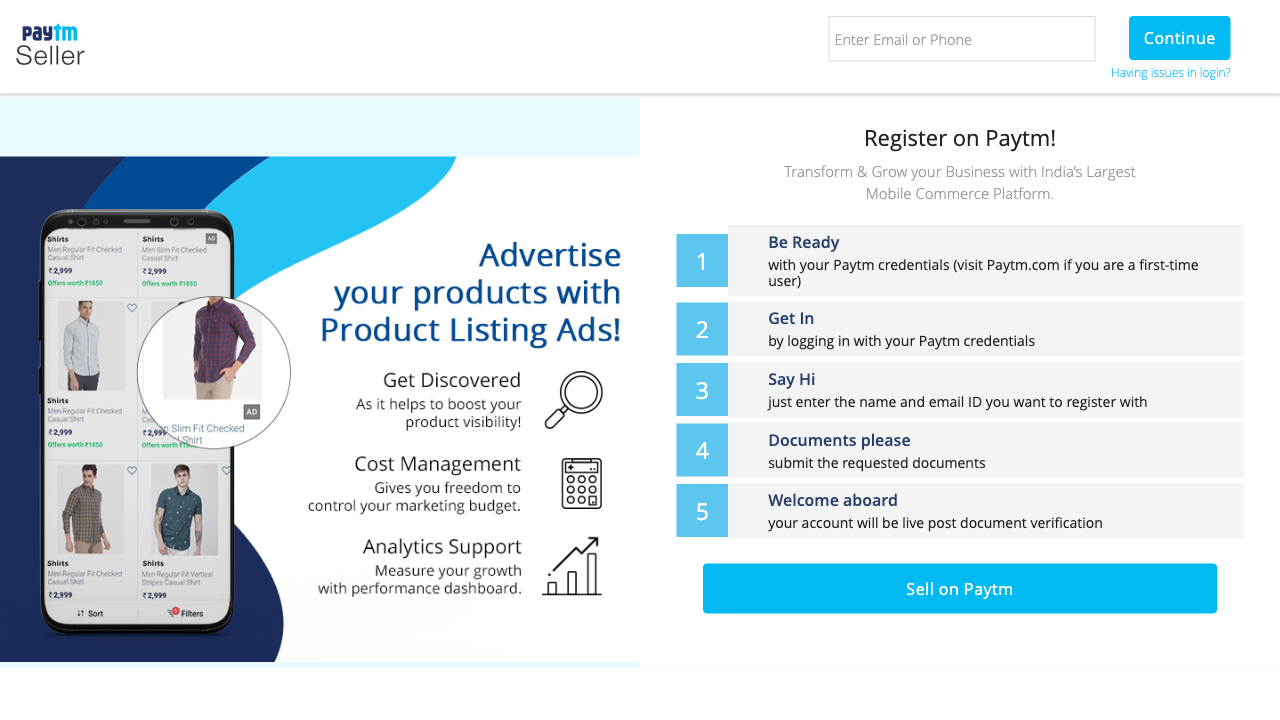 paytm
Seller
Enter Email or Phone
Continue
Having issues in login?
Shirts
Men Regular Fit Checked
Casual Shirt
₹2,999
Offers worth ₹1850
Shirts
AD
Men Slim Fit Checked
Casual Shirt
₹2,999
Offers worth ₹1850
AD
Slim Fit Checked
Shirt
Shirts
Men Regular Fit Checked
Casual Shirt
₹2,999
Offers worth ₹1850
₹2,999
Offers worth
Shirts
Men Regular Fit Checked
Casual Shirt
₹2,999
Shirts
Men Regular Fit Vertical
Stripes Casual Shirt
₹2,999
Sort
1
Filters
Advertise
your products with
Product Listing Ads!
Get Discovered
As it helps to boost your
product visibility!
Cost Management
Gives you freedom to
control your marketing budget.
Analytics Support
Measure your growth
with performance dashboard.
Register on Paytm!
Transform & Grow your Business with India’s Largest
Mobile Commerce Platform.
1
Be Ready
with your Paytm credentials (visit Paytm.com if you are a first-time
user)
2
Get In
by logging in with your Paytm credentials
3
Say Hi
just enter the name and email ID you want to register with
4
Documents please
submit the requested documents
5
Welcome aboard
your account will be live post document verification
Sell on Paytm